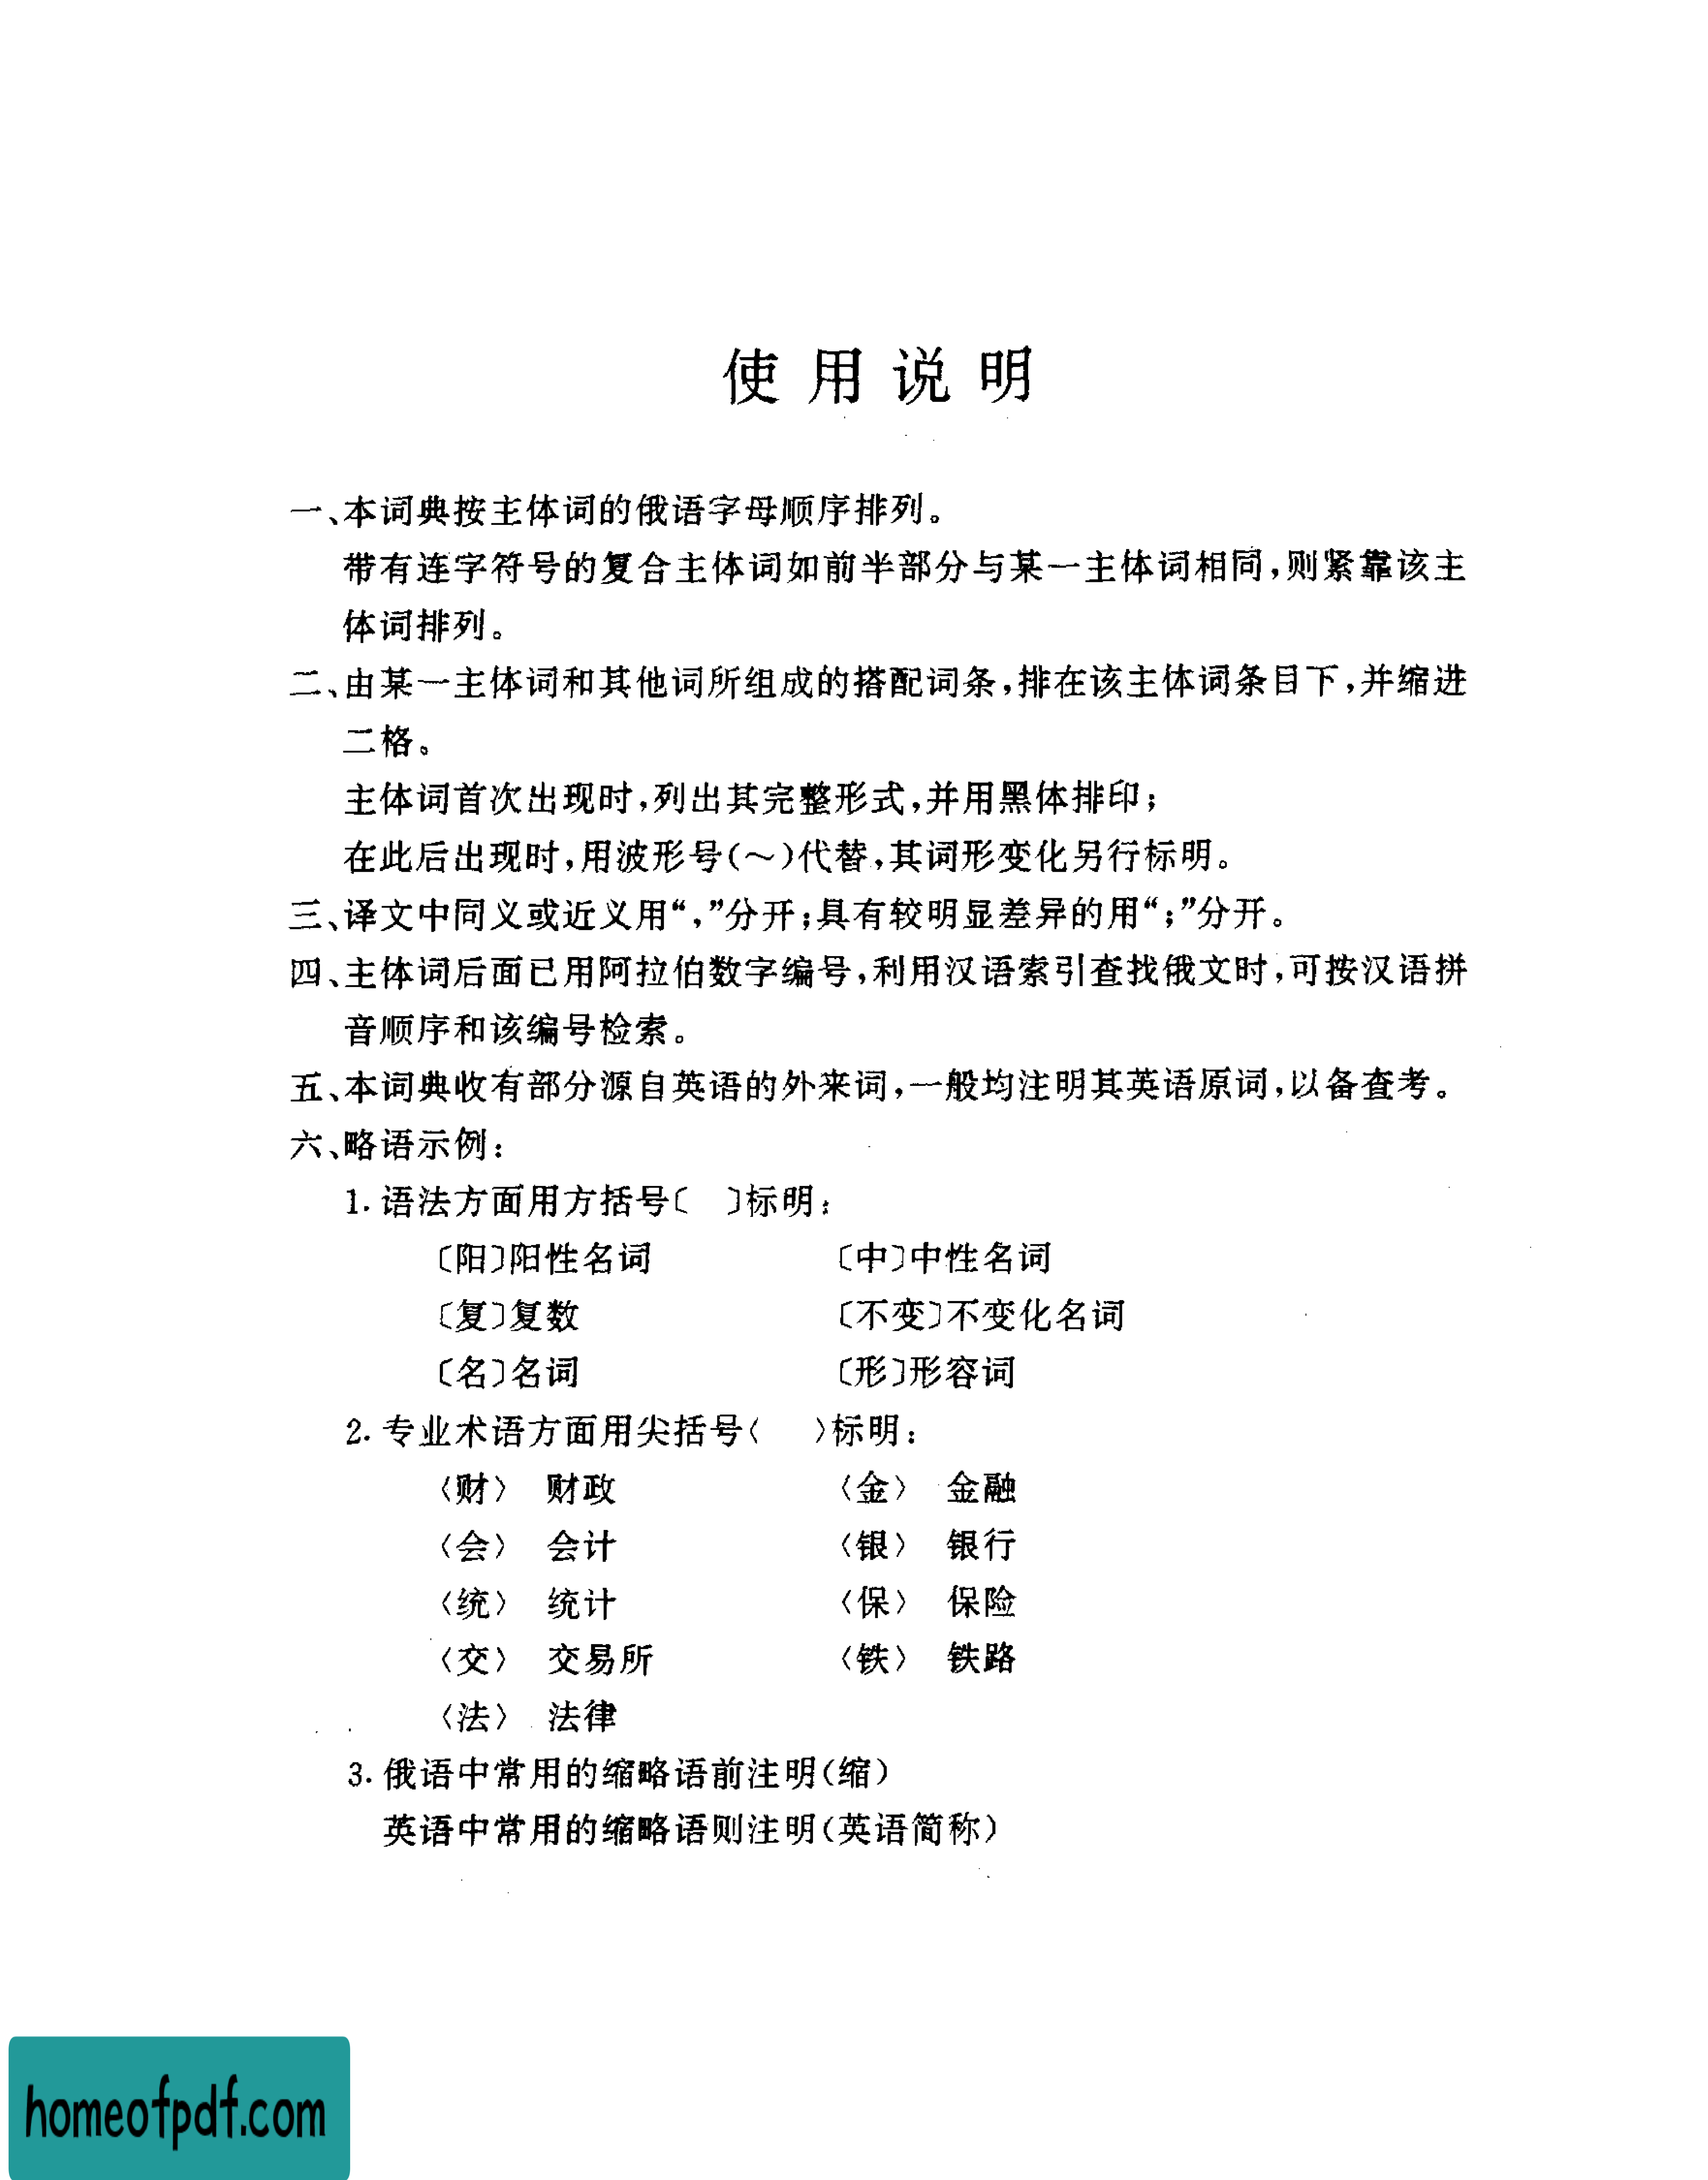 使用说明
一、本词典按主体词的俄语字母顺序排列。
带有连字符号的复合主体词如前半部分与某一主体词相同,则紧靠该主
体词排列。
二、由某一主体词和其他词所组成的搭配词条,排在该主体词条目下,并缩进
二格。
主体词首次出现时,列出其完整形式,并用黑体排印;
在此后出现时,用波形号(～)代替,其词形变化另行标明。
三、译文中同义或近义用“,”分开;具有较明显差异的用“;”分开。
四、主体词后面已用阿拉伯数字编号,利用汉语索引查找俄文时,可按汉语拼
音顺序和该编号检索。
五、本词典收有部分源自英语的外来词,一般均注明其英语原词,以备查考。
六、略语示例:
1. 语法方面用方括号〔 〕标明:
〔阳〕阳性名词 〔中〕中性名词
〔复〕复数 〔不变〕不变化名词
〔名〕名词 〔形〕形容词
2. 专业术语方面用尖括号〈 〉标明:
〈财〉 财政 〈金〉 金融
〈会〉 会计 〈银〉 银行
〈统〉 统计 〈保〉 保险
〈交〉 交易所 〈铁〉 铁路
〈法〉 法律
3. 俄语中常用的缩略语前注明(缩)
英语中常用的缩略语则注明(英语简称)
homeofpdf.com